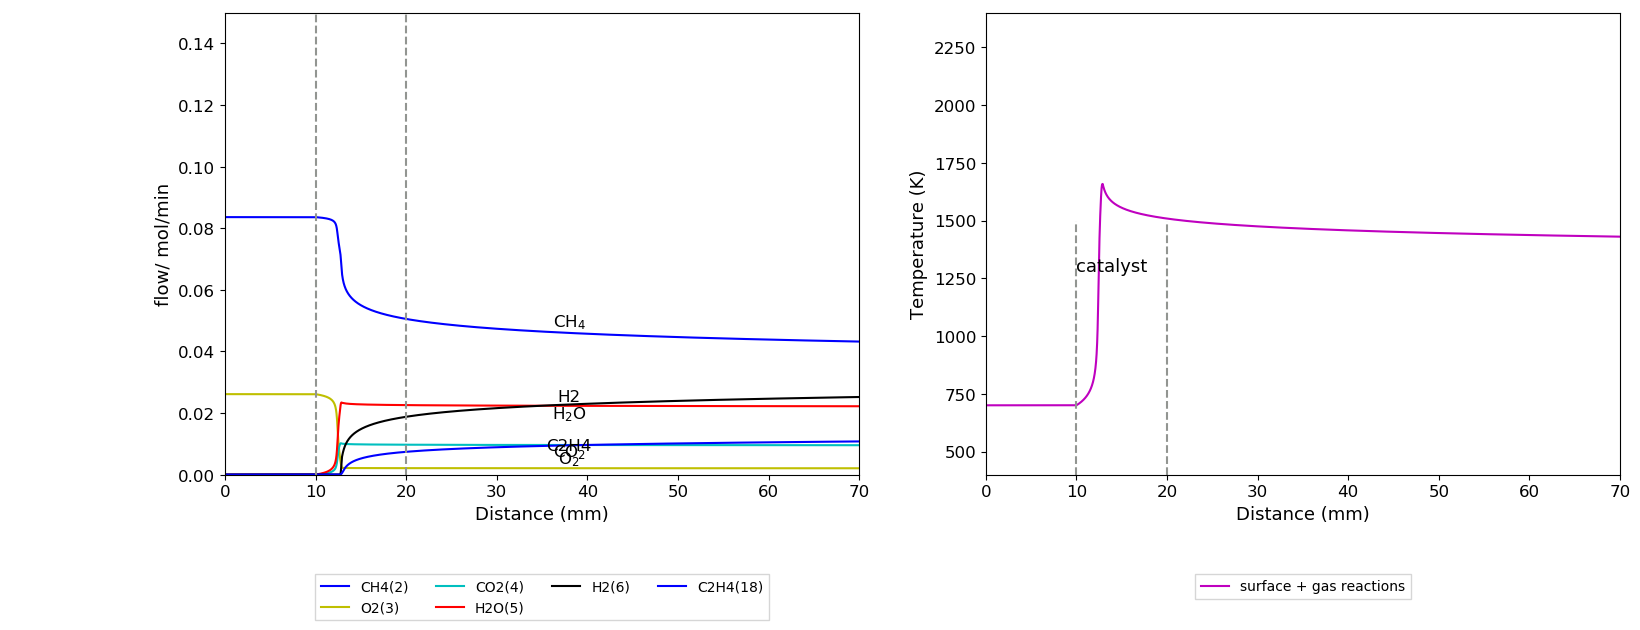 0.14
0.12
0.10
0.08
0.06
0.04
0.02
0.00
flow/ mol/min
CH₄
H2
H₂O
C2H4
CO₂
O₂
0 10 20 30 40 50 60 70
Distance (mm)
CH4(2) CO2(4) H2(6) C2H4(18)
O2(3) H2O(5)
2250
2000
1750
1500
1250
1000
750
500
Temperature (K)
catalyst
0 10 20 30 40 50 60 70
Distance (mm)
surface + gas reactions